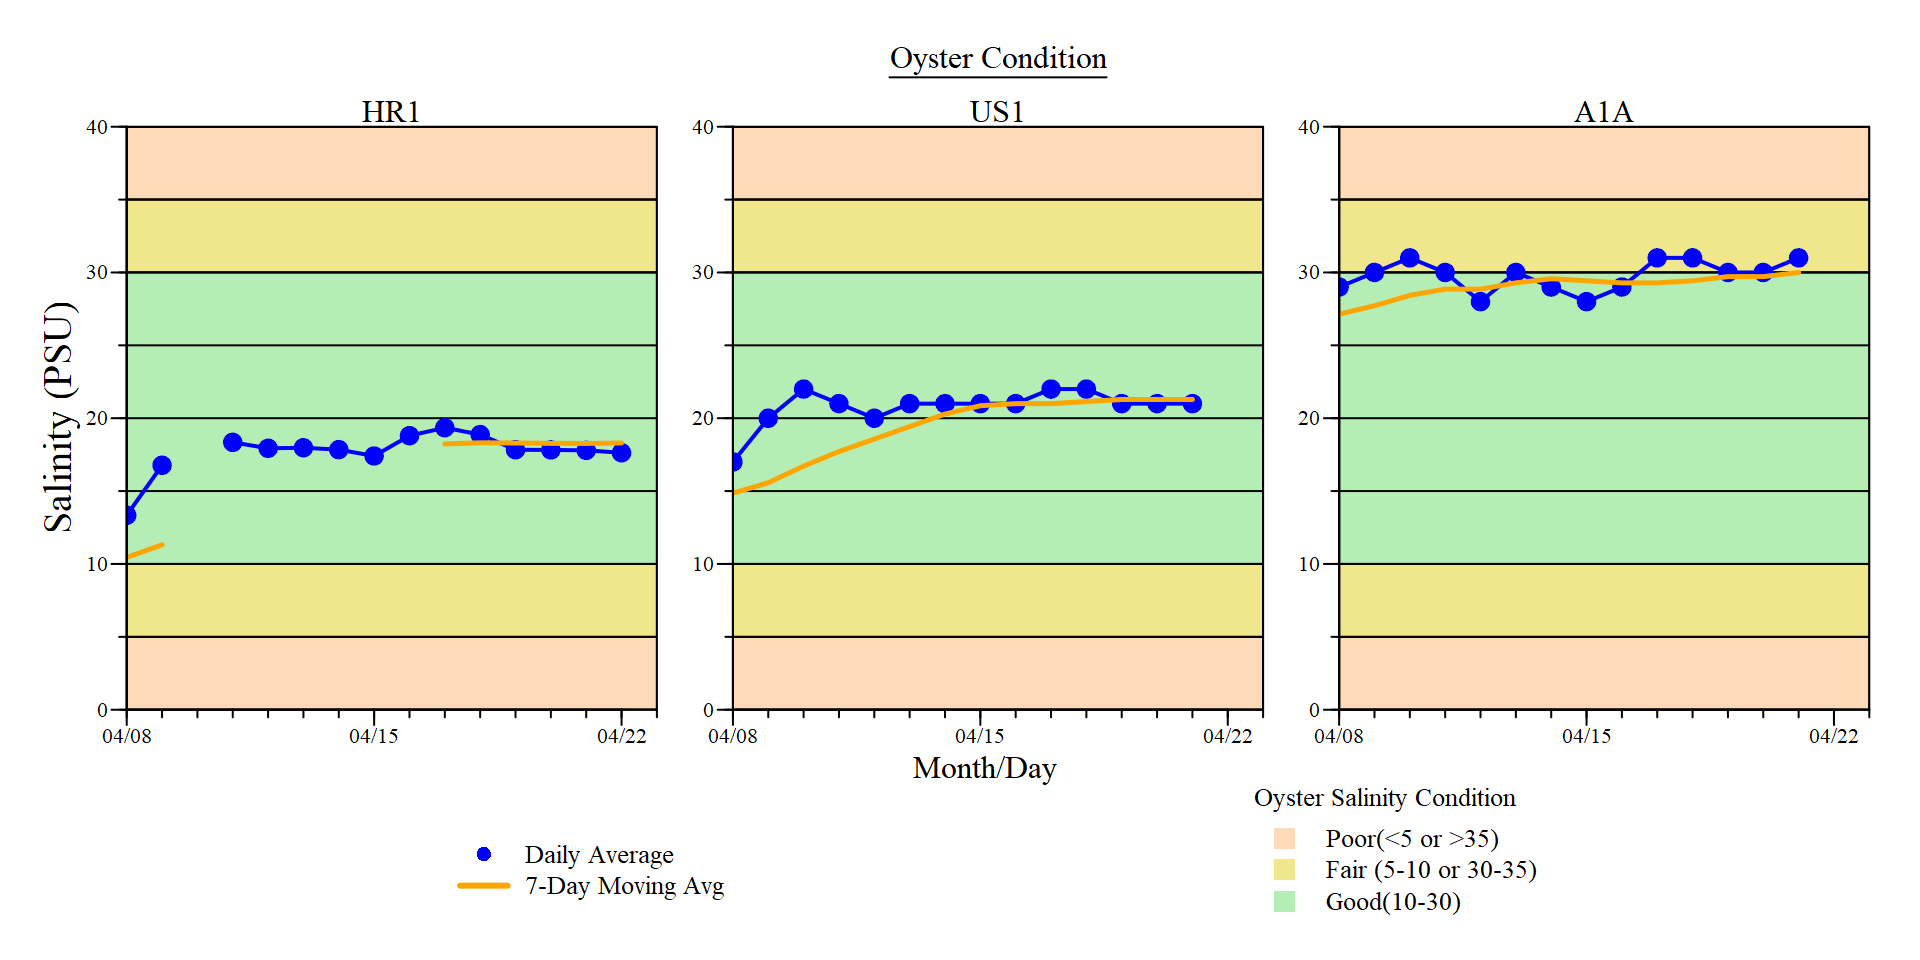 Oyster Condition
HR1
US1
A1A
Salinity (PSU)
40
30
20
10
0
04/08
04/15
04/22
40
30
20
10
0
04/08
04/15
04/22
40
30
20
10
0
04/08
04/15
04/22
Month/Day
Daily Average
7-Day Moving Avg
Oyster Salinity Condition
Poor(<5 or >35)
Fair (5-10 or 30-35)
Good(10-30)